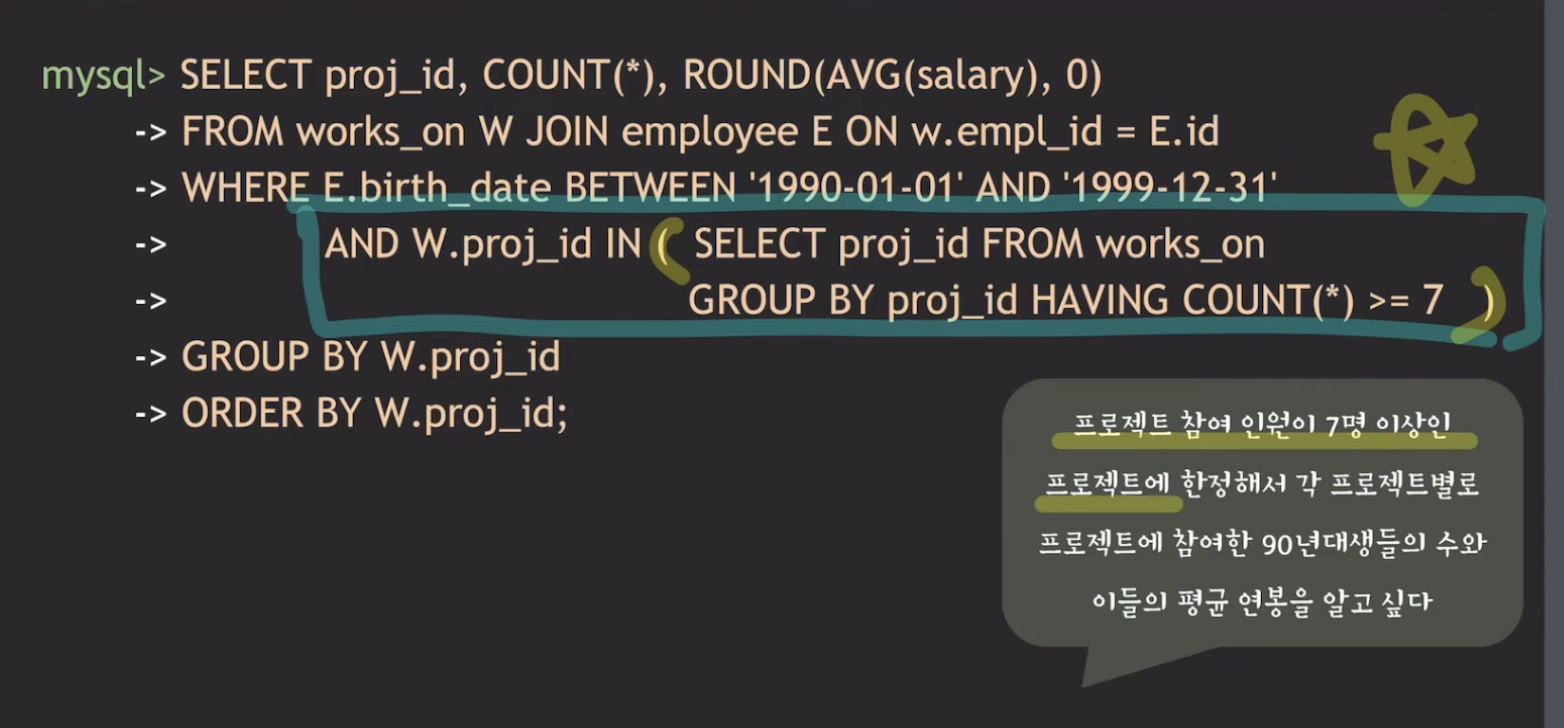 mysql> SELECT proj_id, COUNT(*), ROUND(AVG(salary), 0)
-> FROM works_on W JOIN employee E ON w.empl_id = E.id
-> WHERE E.birth_date BETWEEN '1990-01-01' AND '1999-12-31'
-> AND W.proj_id IN ( SELECT proj_id FROM works_on
-> GROUP BY proj_id HAVING COUNT(*) >= 7 )
-> GROUP BY W.proj_id
-> ORDER BY W.proj_id;
프로젝트 참여 인원이 7명 이상인
프로젝트에 한정해서 각 프로젝트별로
프로젝트에 참여한 90년대생들의 수와
이들의 평균 연봉을 알고 싶다